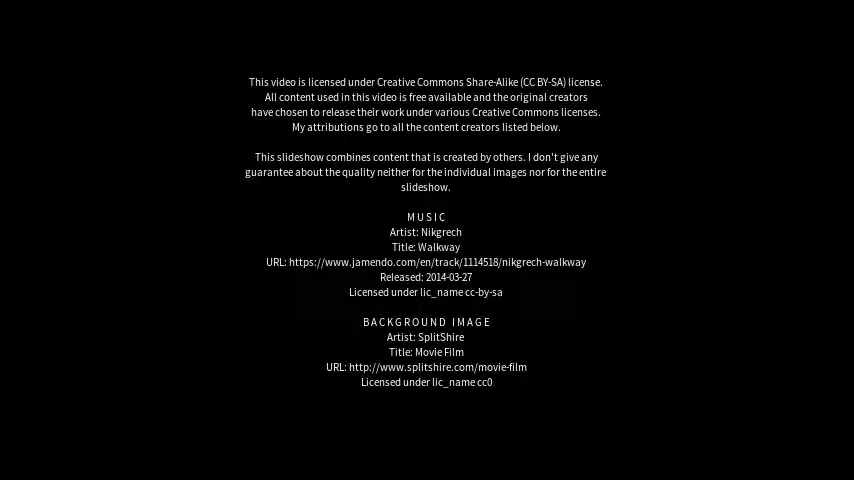 This video is licensed under Creative Commons Share-Alike (CC BY-SA) license.
All content used in this video is free available and the original creators
have chosen to release their work under various Creative Commons licenses.
My attributions go to all the content creators listed below.
This slideshow combines content that is created by others. I don't give any
guarantee about the quality neither for the individual images nor for the entire
slideshow.
MUSIC
Artist: Nikgrech
Title: Walkway
URL: https://www.jamendo.com/en/track/1114518/nikgrech-walkway
Released: 2014-03-27
Licensed under lic_name cc-by-sa
BACKGROUND IMAGE
Artist: SplitShire
Title: Movie Film
URL: http://www.splitshire.com/movie-film
Licensed under lic_name cc0